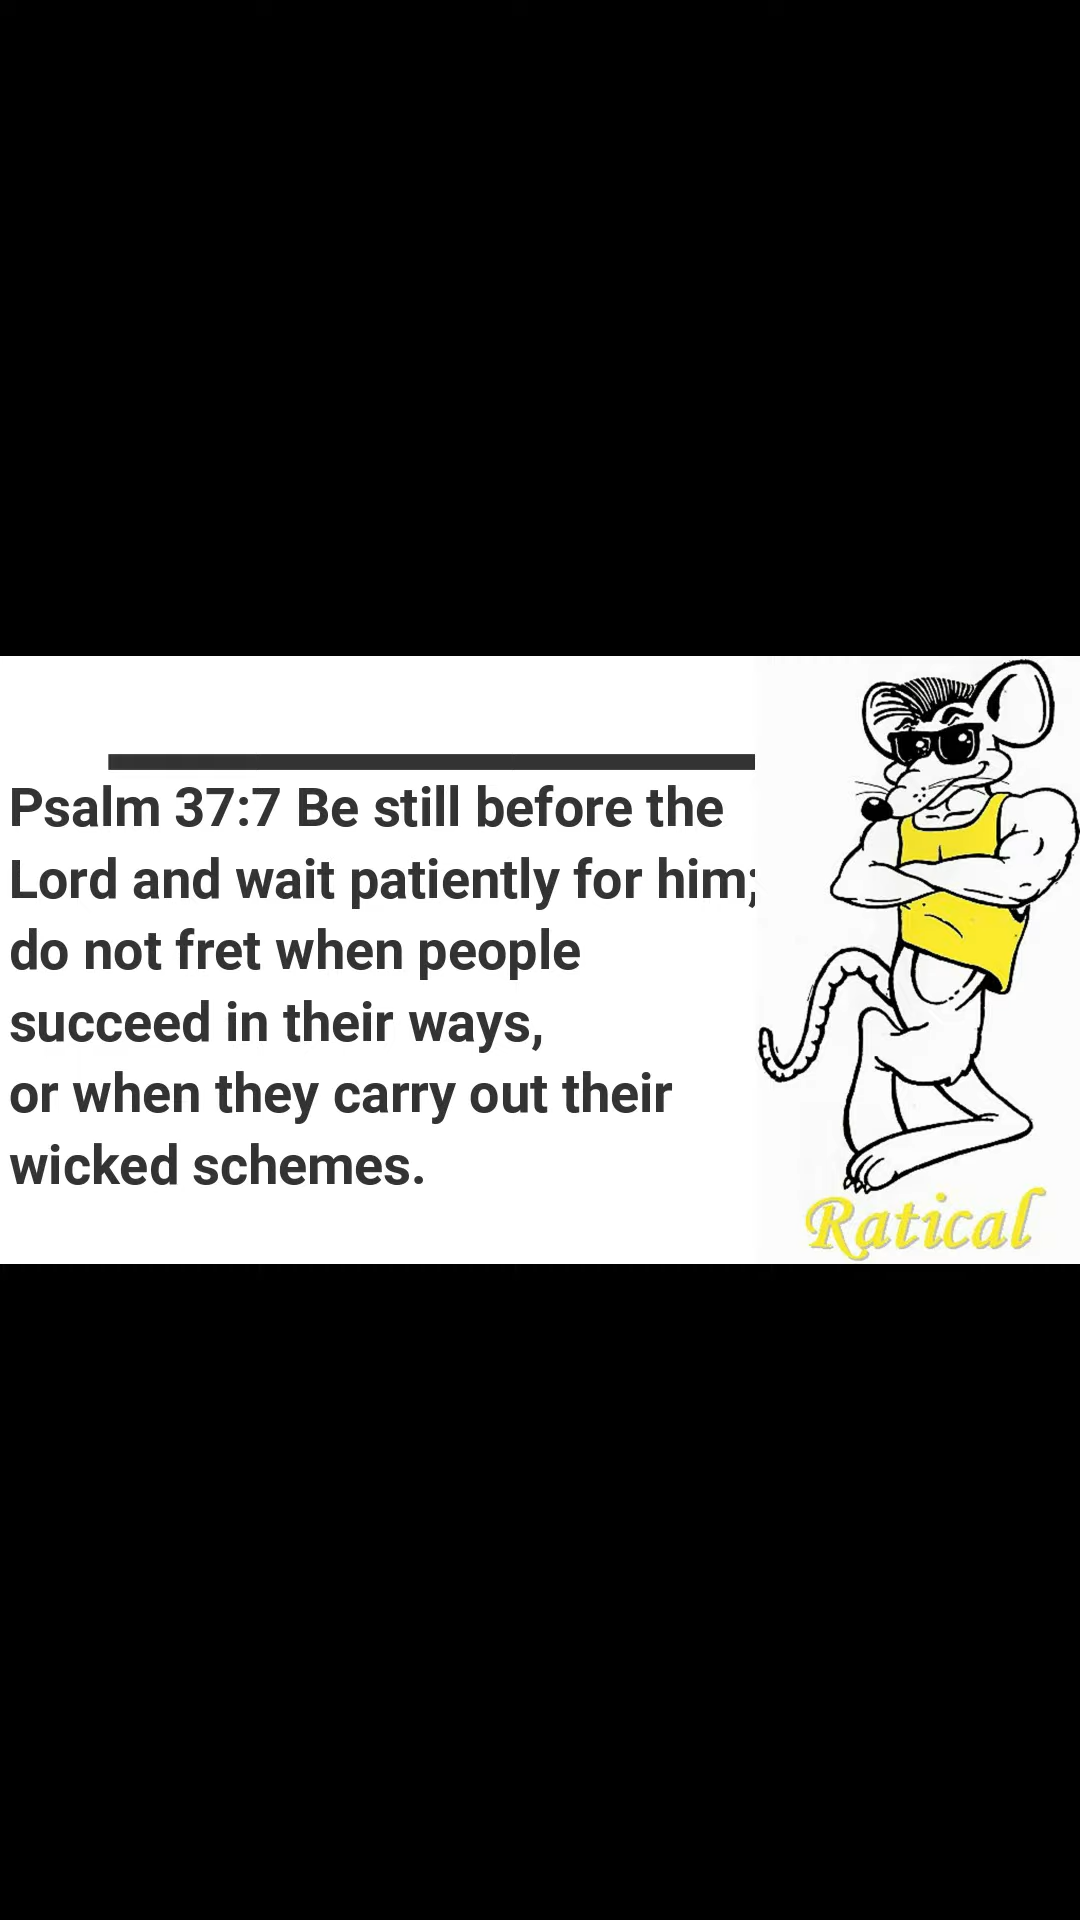 Psalm 37:7 Be still before the
Lord and wait patiently for him;
do not fret when people
succeed in their ways,
or when they carry out their
wicked schemes.
Ratical